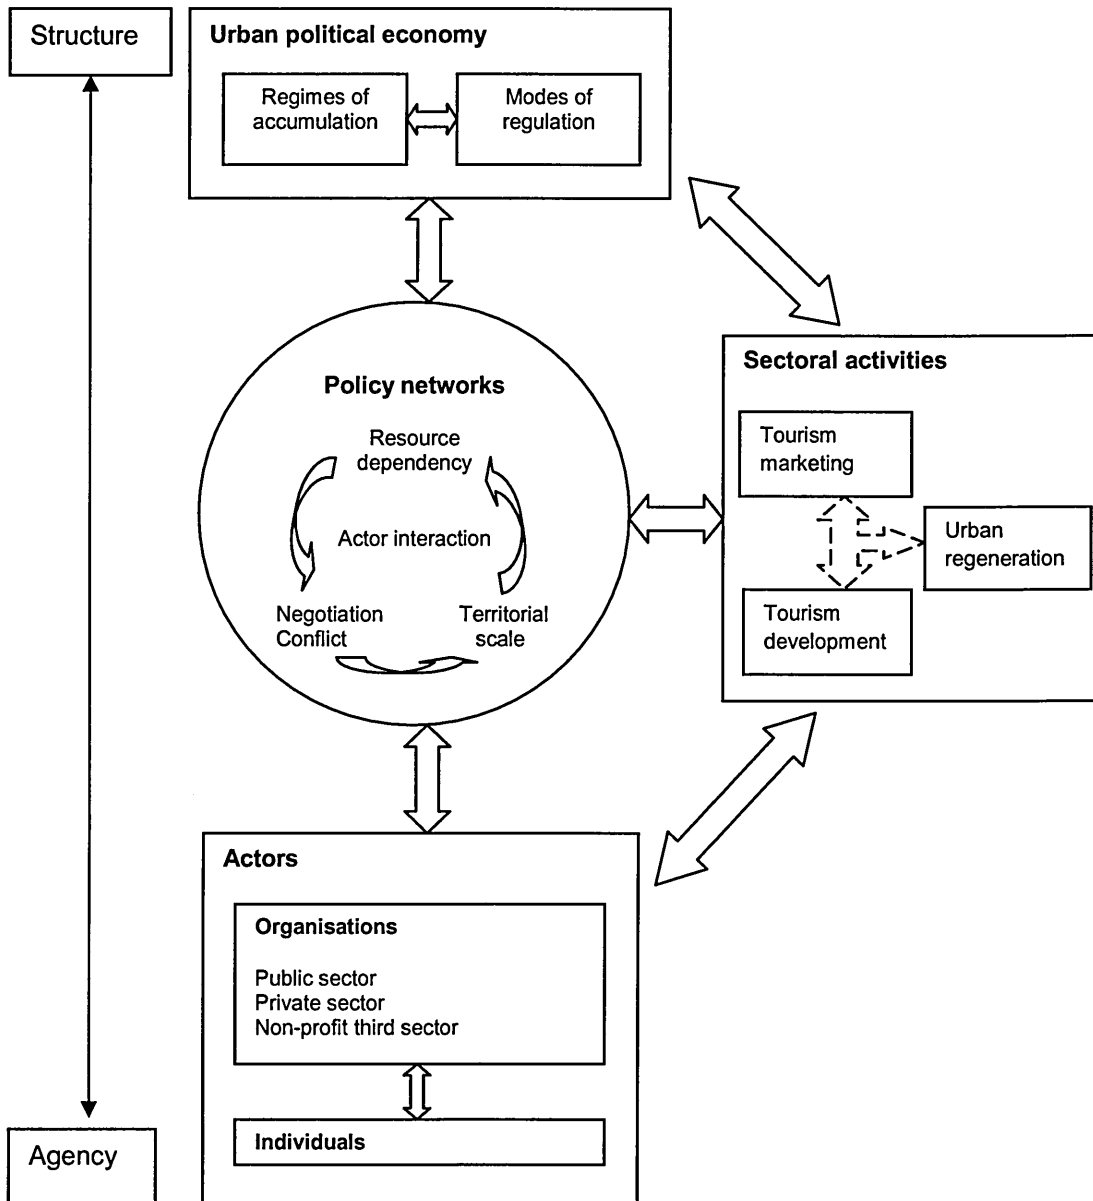 Structure
Urban political economy
Regimes of
accumulation
Modes of
regulation
Policy networks
Resource
dependency
Actor interaction
Negotiation
Conflict
Territorial
scale
Sectoral activities
Tourism
marketing
Urban
regeneration
Tourism
development
Actors
Organisations
Public sector
Private sector
Non-profit third sector
Individuals
Agency